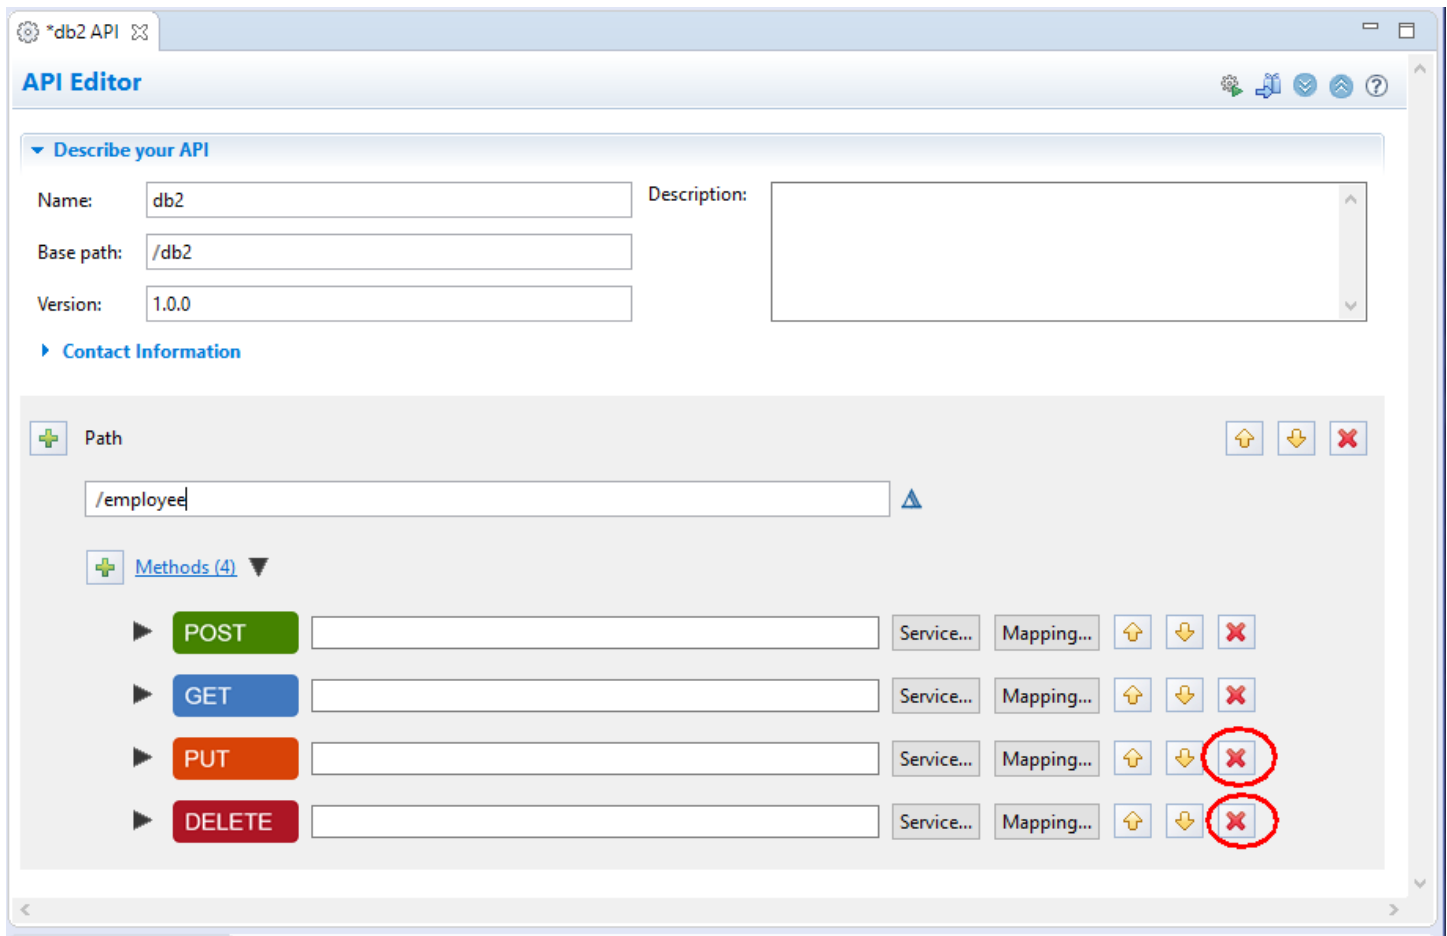 *db2 API
API Editor
Describe your API
Name: db2 Description:
Base path: /db2
Version: 1.0.0
Contact Information
Path
/employee
Methods (4)
POST Service... Mapping...
GET Service... Mapping...
PUT Service... Mapping...
DELETE Service... Mapping...